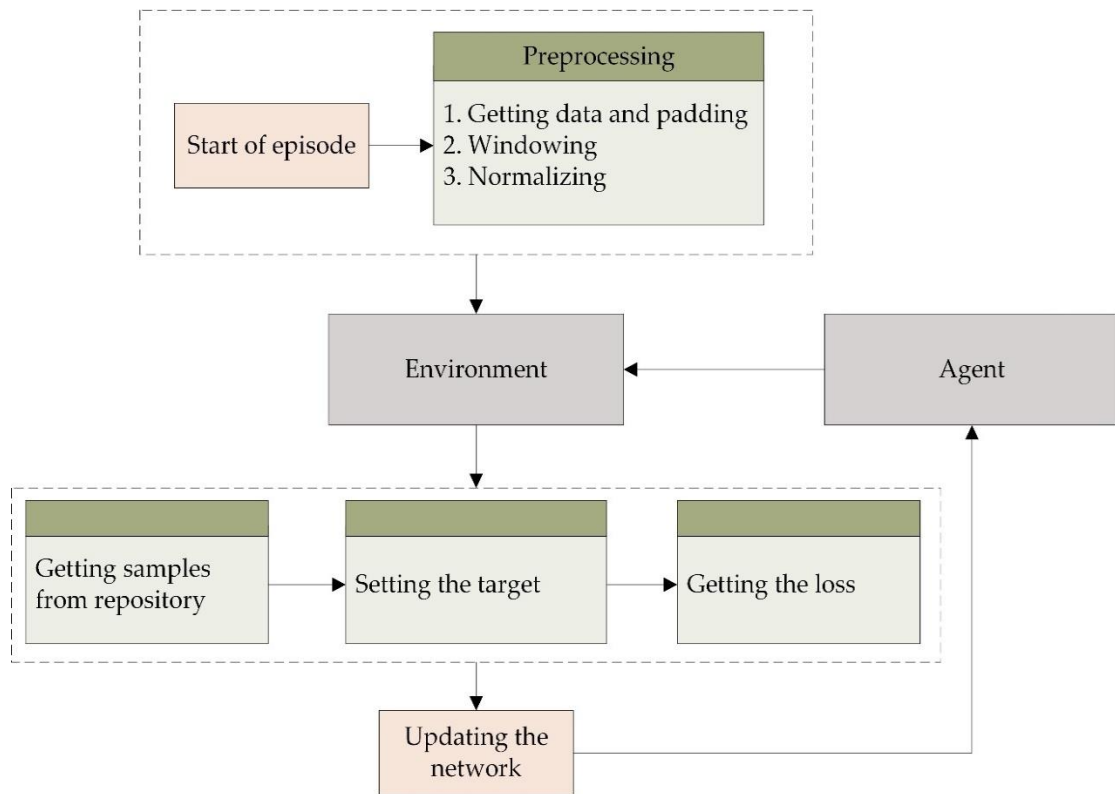 Preprocessing
Start of episode
1. Getting data and padding
2. Windowing
3. Normalizing
Environment
Agent
Getting samples
from repository
Setting the target
Getting the loss
Updating the
network